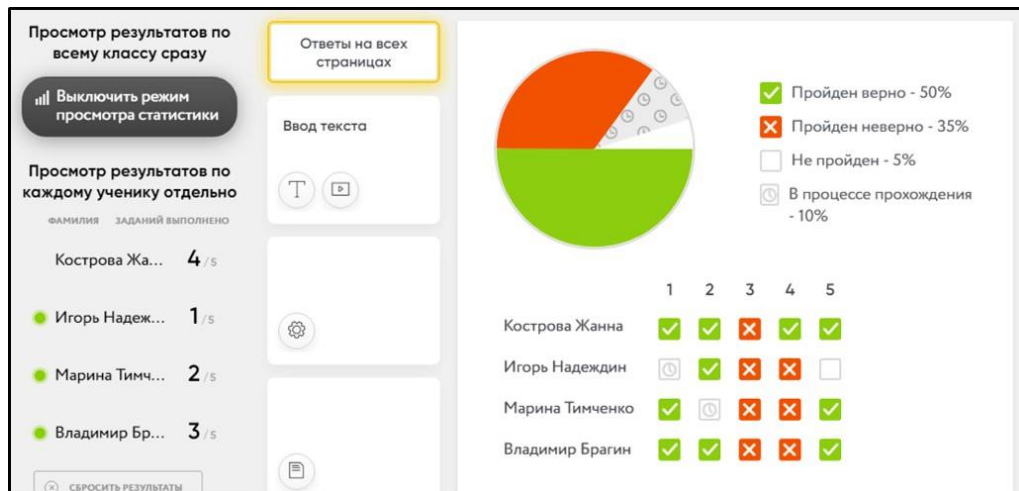 Просмотр результатов по
всему классу сразу
Выключить режим
просмотра статистики
Просмотр результатов по
каждому ученику отдельно
ФАМИЛИЯ ЗАДАНИЙ ВЫПОЛНЕНО
Кострова Жа... 4/5
Игорь Надеж... 1/5
Марина Тимч... 2/5
Владимир Бр... 3/5
СБРОСИТЬ РЕЗУЛЬТАТЫ
Ответы на всех
страницах
Ввод текста
T
Пройден верно - 50%
Пройден неверно - 35%
Не пройден - 5%
В процессе прохождения
- 10%
1 2 3 4 5
Кострова Жанна
Игорь Надеждин
Марина Тимченко
Владимир Брагин